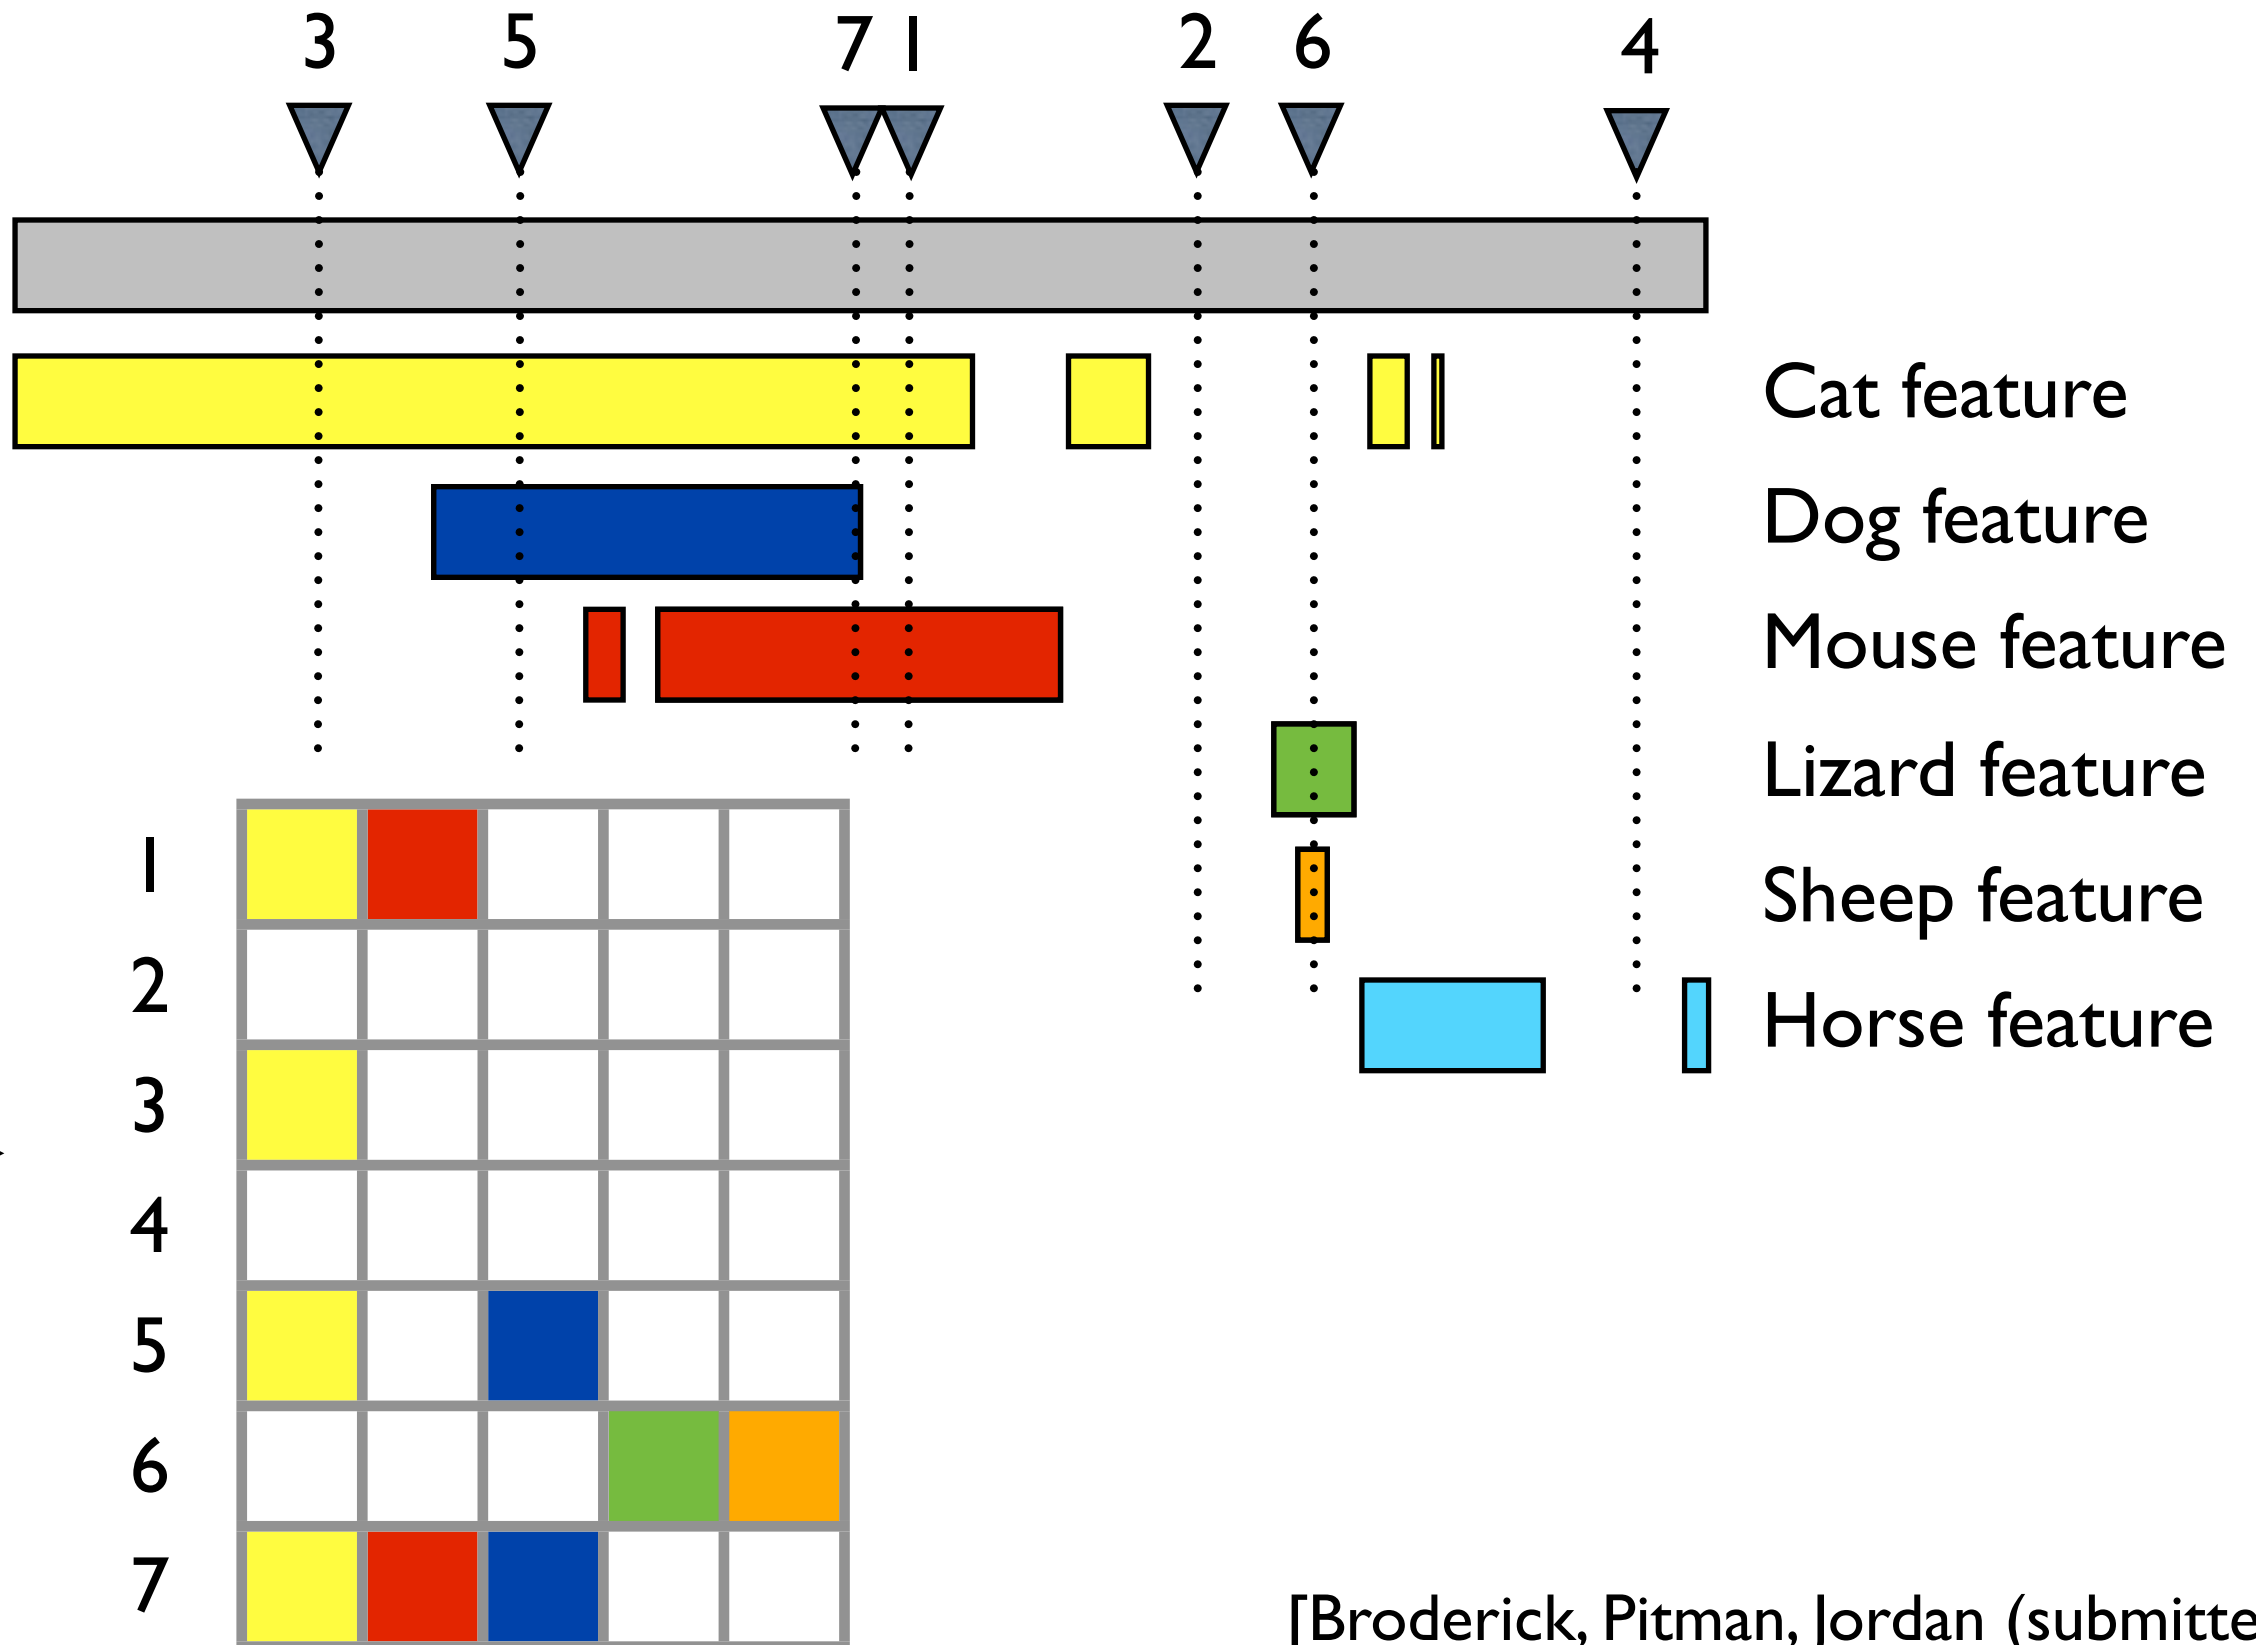 3 5 7 1 2 6 4
Cat feature
Dog feature
Mouse feature
Lizard feature
Sheep feature
Horse feature
1
2
3
4
5
6
7
[Broderick, Pitman, Jordan (submitte